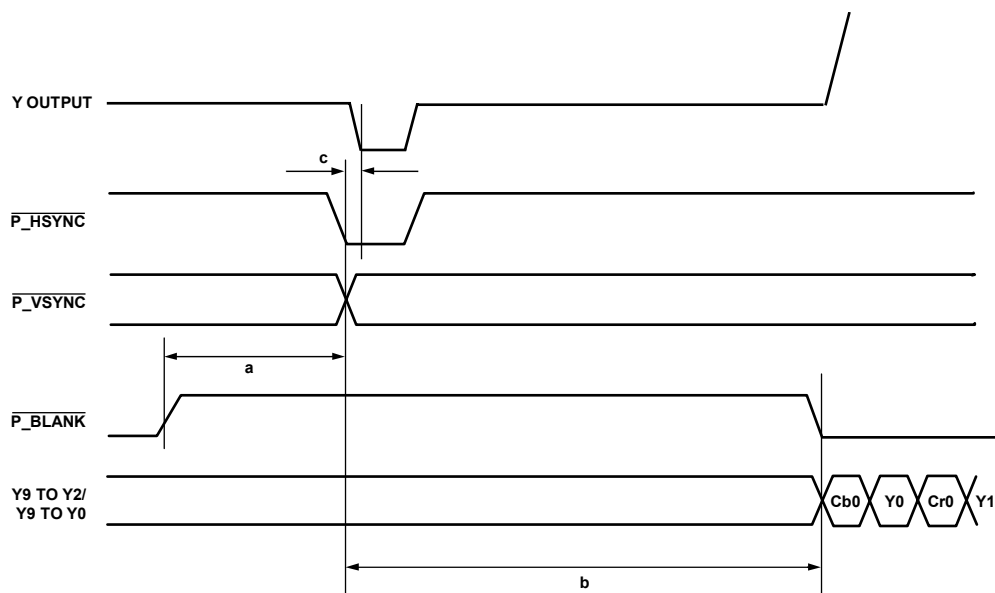 Y OUTPUT
c
P_HSYNC
P_VSYNC
a
P_BLANK
Y9 TO Y2/
Y9 TO Y0
Cb0 Y0 Cr0 Y1
b